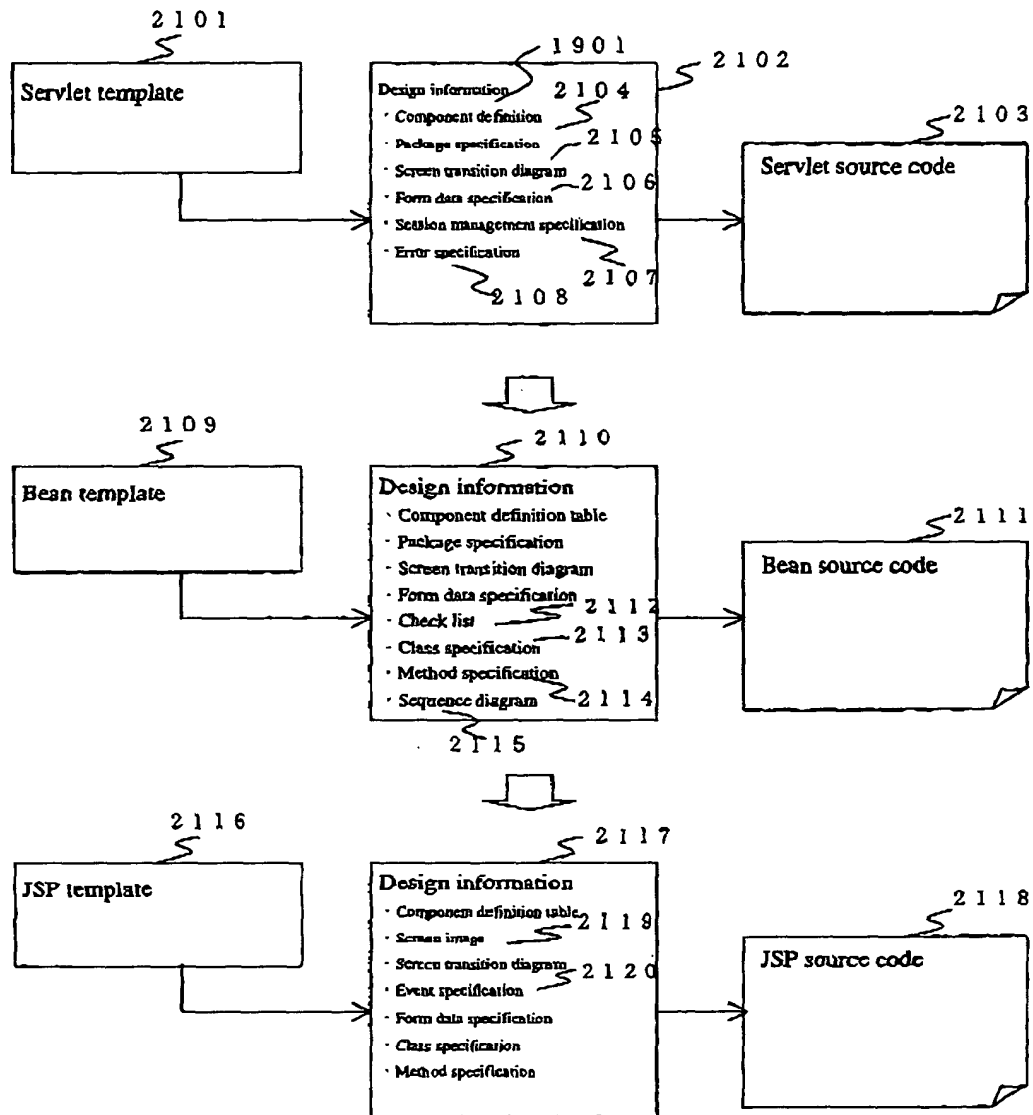 2101
1901
2102
Servlet template
Design information
2104
· Component definition
2103
· Package specification
2105
· Screen transition diagram
Servlet source code
2106
· Form data specification
· Session management specification
· Error specification
2107
2108
2109
2110
Bean template
Design information
· Component definition table
2111
· Package specification
· Screen transition diagram
Bean source code
· Form data specification
2112
· Check list
2113
· Class specification
· Method specification
· Sequence diagram
2114
2115
2116
2117
JSP template
Design information
2118
· Component definition table
2119
· Screen image
· Screen transition diagram
JSP source code
2120
· Event specification
· Form data specification
· Class specification
· Method specification